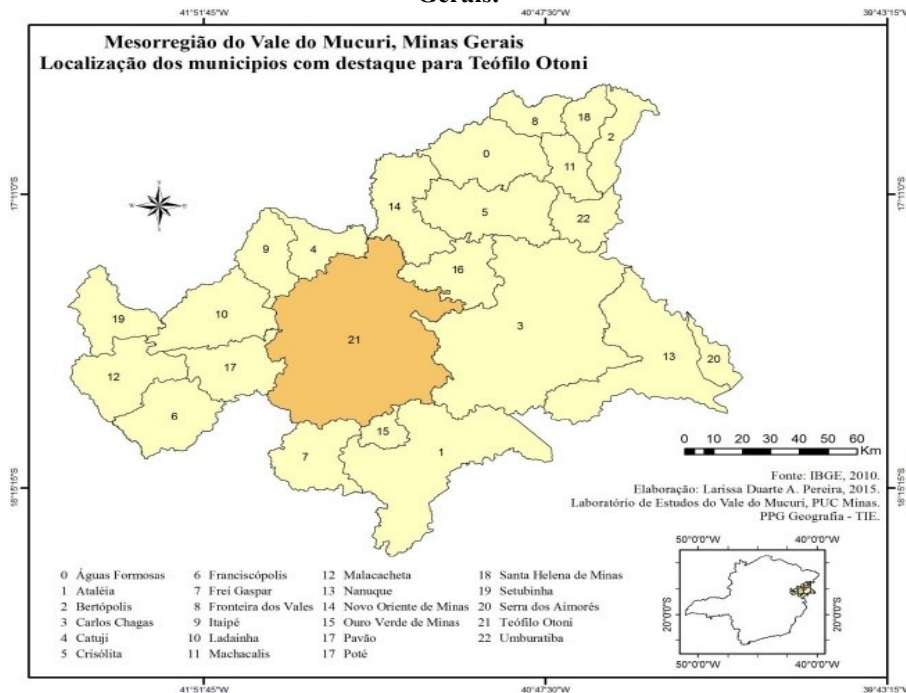 Gerais.
41°51'45"W
40°47'30"W
39°43'15"W
Mesorregião do Vale do Mucuri, Minas Gerais
Localização dos municipios com destaque para Teófilo Otoni
17°11'0"S
17°11'0"S
8
18
2
0
11
14
5
22
9
4
16
10
3
19
21
13
20
12
17
6
15
7
1
0 10 20 30 40 50 60
Km
18°15'15"S
18°15'15"S
Fonte: IBGE, 2010.
Elaboração: Larissa Duarte A. Pereira, 2015.
Laboratório de Estudos do Vale do Mucuri, PUC Minas.
PPG Geografia - TIE.
0 Águas Formosas 6 Franciscópolis 12 Malacacheta 18 Santa Helena de Minas
1 Ataléia 7 Frei Gaspar 13 Nanuque 19 Setubinha
2 Bertópolis 8 Fronteira dos Vales 14 Novo Oriente de Minas 20 Serra dos Aimorés
3 Carlos Chagas 9 Itaipé 15 Ouro Verde de Minas 21 Teófilo Otoni
4 Catuji 10 Ladainha 17 Pavão 22 Umburatiba
5 Crisólita 11 Machacalis 17 Poté
50°0'0"W 40°0'0"W
20°0'0"S
20°0'0"S
50°0'0"W 40°0'0"W
41°51'45"W
40°47'30"W
39°43'15"W